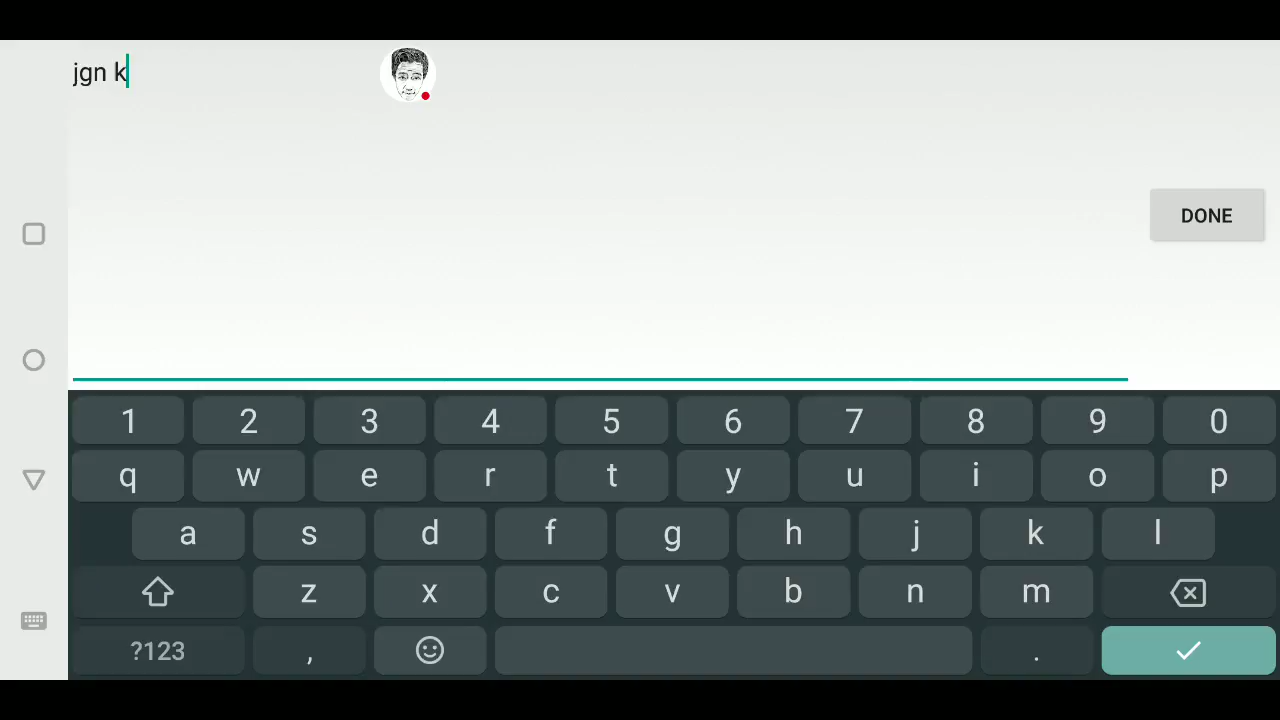 jgn k
DONE
1 2 3 4 5 6 7 8 9 0
q w e r t y u i o p
a s d f g h j k l
z x c v b n m
?123 , .